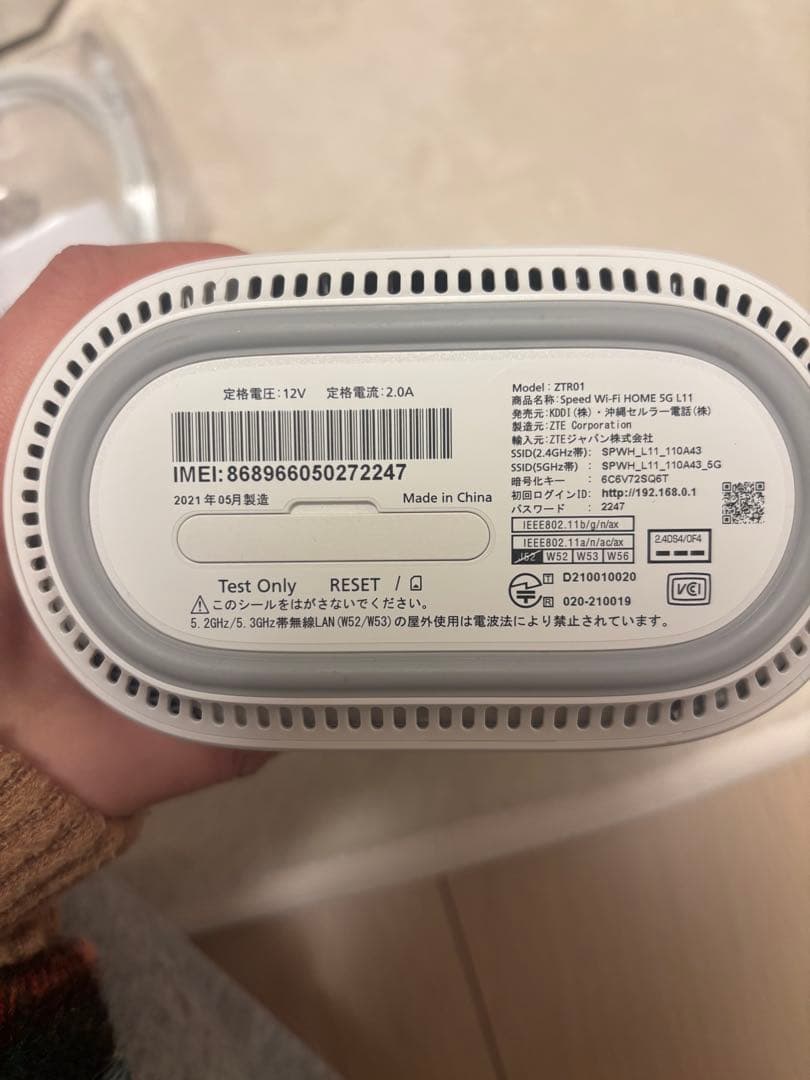 定格電圧:12V 定格電流:2.0A
IMEI:868966050272247
2021年05月製造 Made in China
Test Only RESET /
⚠このシールをはがさないでください。
5.2GHz/5.3GHz帯無線LAN(W52/W53)の屋外使用は電波法により禁止されています。
Model : ZTR01
商品名称:Speed Wi-Fi HOME 5G L11
発売元:KDDI(株)・沖縄セルラー電話(株)
製造元:ZTE Corporation
輸入元:ZTEジャパン株式会社
SSID(2.4GHz帯): SPWH_L11_110A43
SSID(5GHz帯) : SPWH_L11_110A43_5G
暗号化キー : 6C6V72SQ6T
初回ログインID: http://192.168.0.1
パスワード : 2247
IEEE802.11b/g/n/ax
IEEE802.11a/n/ac/ax
J52 W52 W53 W56
2.4DS4/OF4
T D210010020
R 020-210019
VCI